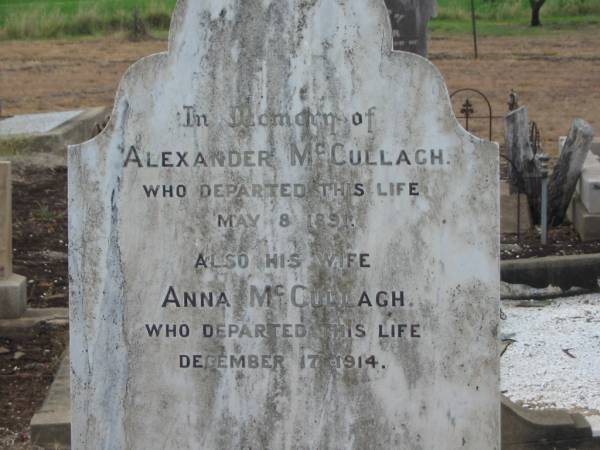 In Memory of
ALEXANDER McCULLAGH.
WHO DEPARTED THIS LIFE
MAY 8 1891.
ALSO HIS WIFE
ANNA McCULLAGH.
WHO DEPARTED THIS LIFE
DECEMBER 17 1914.